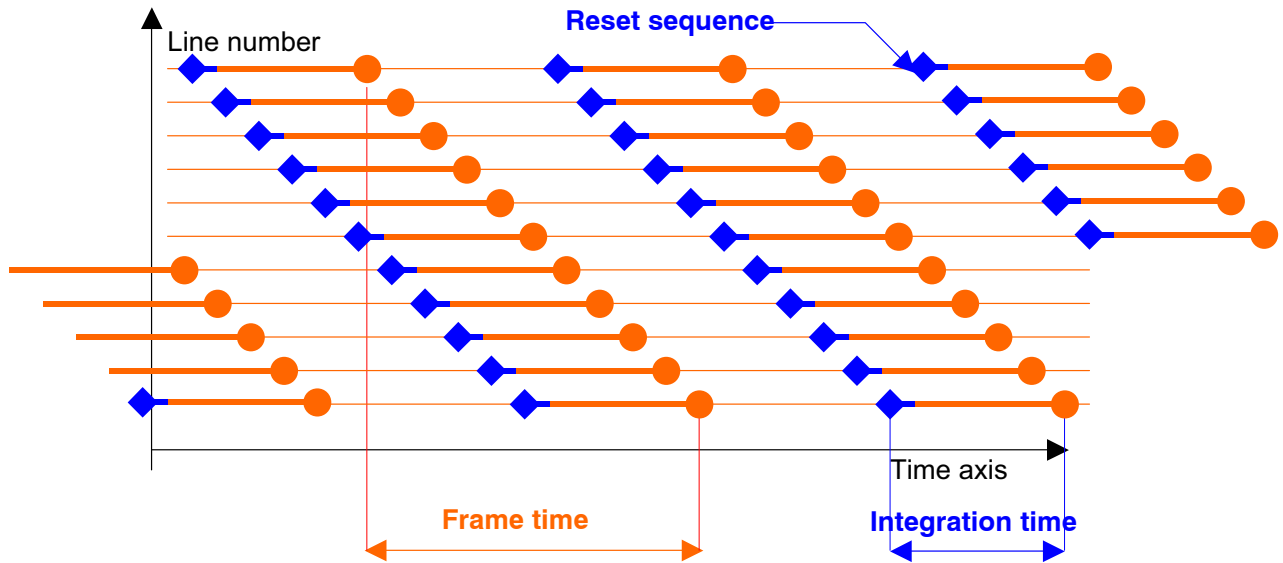 Reset sequence
Line number
Time axis
Frame time
Integration time